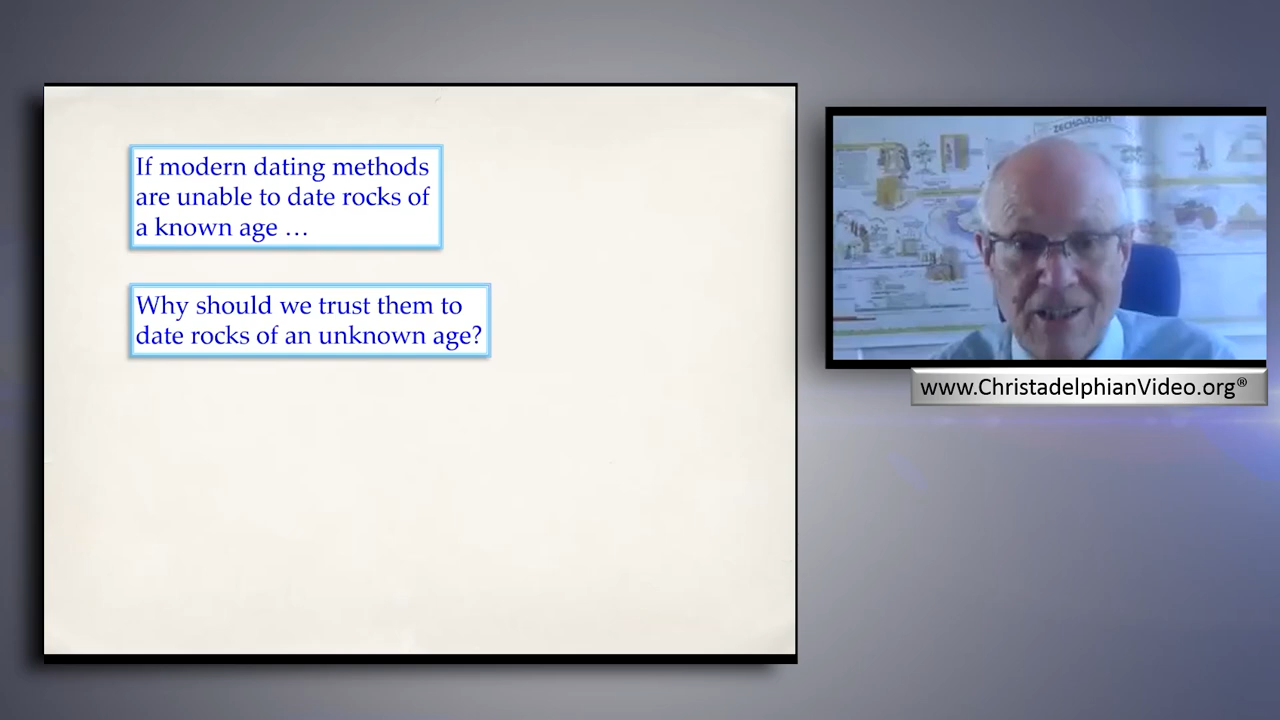 If modern dating methods
are unable to date rocks of
a known age …
Why should we trust them to
date rocks of an unknown age?
ZECHARIAH
www.ChristadelphianVideo.org®